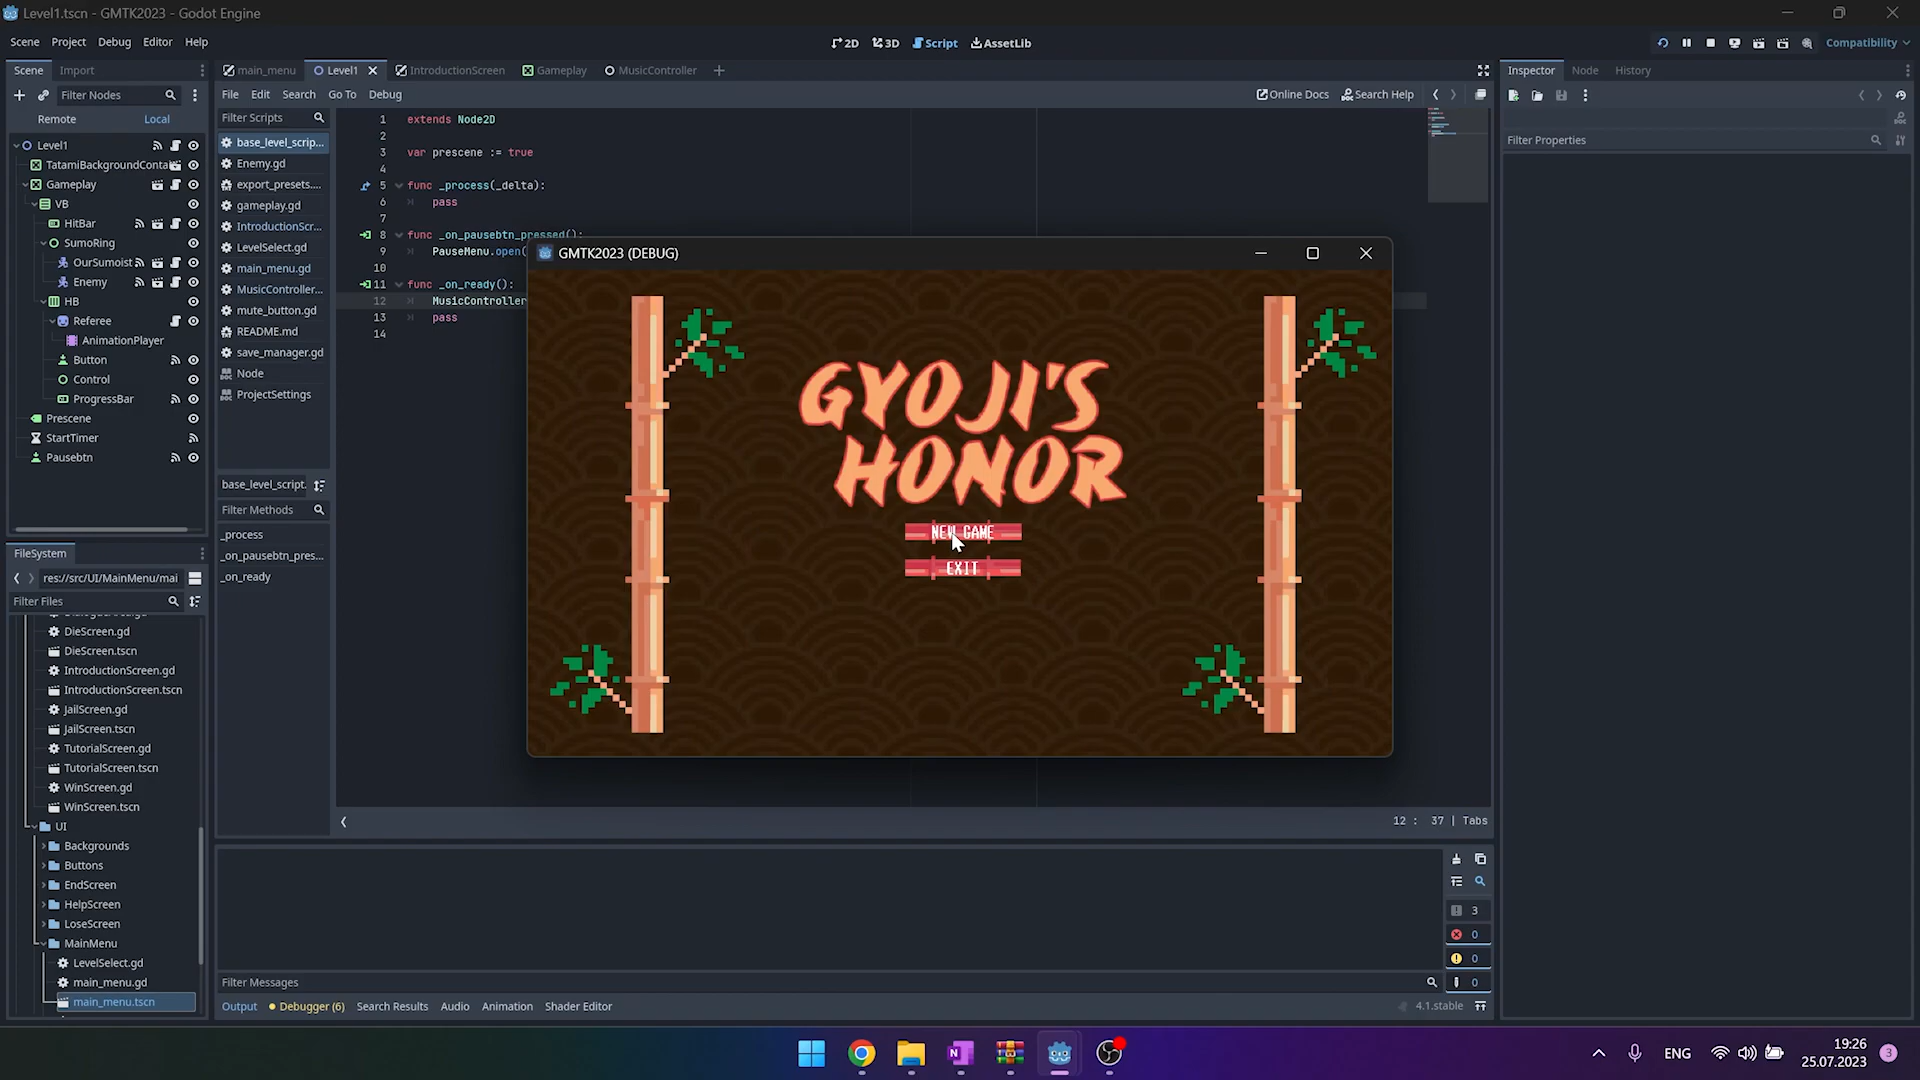 Level1.tscn - GMTK2023 - Godot Engine
Scene Project Debug Editor Help
2D 3D Script AssetLib
Compatibility
Scene Import
main_menu Level1 IntroductionScreen Gameplay MusicController
Inspector Node History
Filter Nodes
File Edit Search Go To Debug
Online Docs Search Help
Remote Local
Filter Scripts
Filter Properties
Level1
TatamiBackgroundConta
Gameplay
VB
HitBar
SumoRing
OurSumoist
Enemy
HB
Referee
AnimationPlayer
Button
Control
ProgressBar
Prescene
StartTimer
Pausebtn
base_level_scrip...
Enemy.gd
export_presets....
gameplay.gd
IntroductionScr...
LevelSelect.gd
main_menu.gd
MusicController...
mute_button.gd
README.md
save_manager.gd
Node
ProjectSettings
base_level_script.
Filter Methods
_process
_on_pausebtn_pres...
_on_ready
1 extends Node2D
2
3 var prescene := true
4
5 func _process(_delta):
6 pass
7
8 func _on_pausebtn_pressed():
9 PauseMenu.open(
10
11 func _on_ready():
12 MusicController
13 pass
14
GMTK2023 (DEBUG)
GYOJI'S
HONOR
NEW GAME
EXIT
FileSystem
res://src/UI/MainMenu/mai
Filter Files
DieScreen.gd
DieScreen.tscn
IntroductionScreen.gd
IntroductionScreen.tscn
JailScreen.gd
JailScreen.tscn
TutorialScreen.gd
TutorialScreen.tscn
WinScreen.gd
WinScreen.tscn
UI
Backgrounds
Buttons
EndScreen
HelpScreen
LoseScreen
MainMenu
LevelSelect.gd
main_menu.gd
main_menu.tscn
12 : 37 | Tabs
3
0
0
0
Filter Messages
Output Debugger (6) Search Results Audio Animation Shader Editor
4.1.stable
ENG
19:26
25.07.2023
3